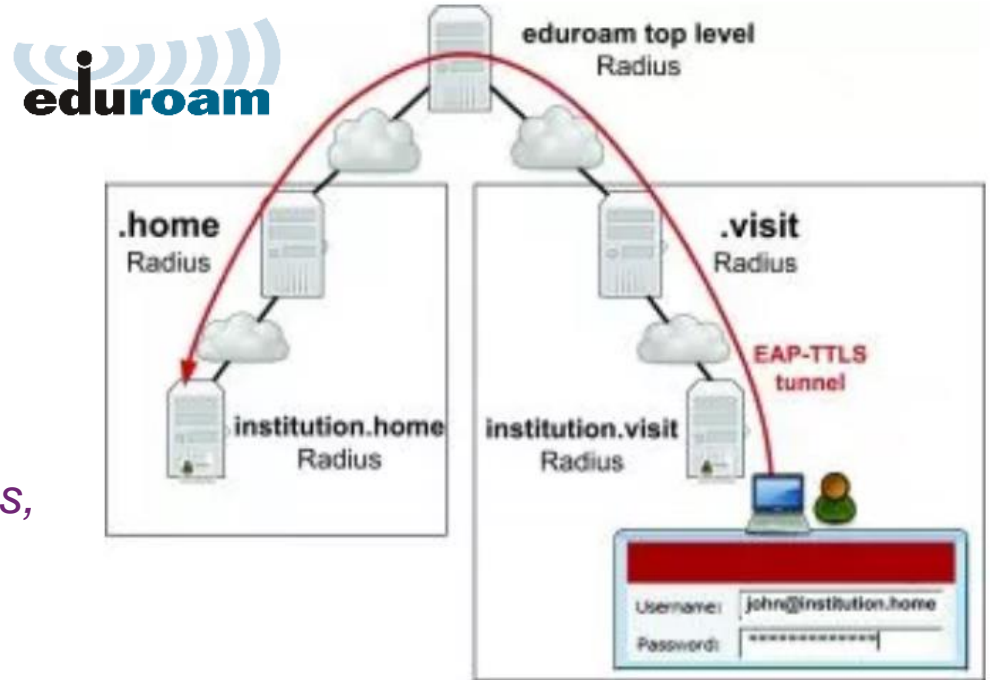 eduroam
eduroam top level
Radius
.home
Radius
.visit
Radius
EAP-TTLS
tunnel
institution.home
Radius
institution.visit
Radius
s,
Username: john@institution.home
Password: *************